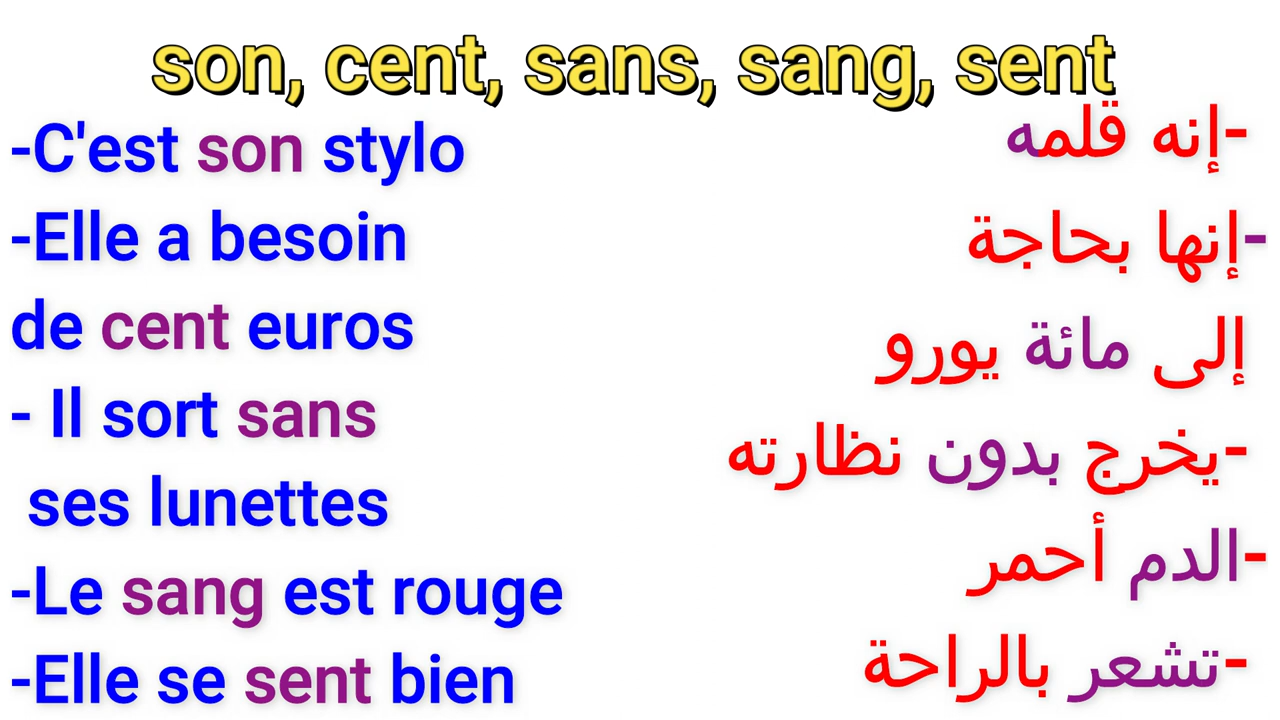 son, cent, sans, sang, sent
-C'est son stylo
-Elle a besoin
de cent euros
- Il sort sans
ses lunettes
-Le sang est rouge
-Elle se sent bien
-إنه قلمه
-إنها بحاجة
إلى مائة يورو
-يخرج بدون نظارته
-الدم أحمر
-تشعر بالراحة